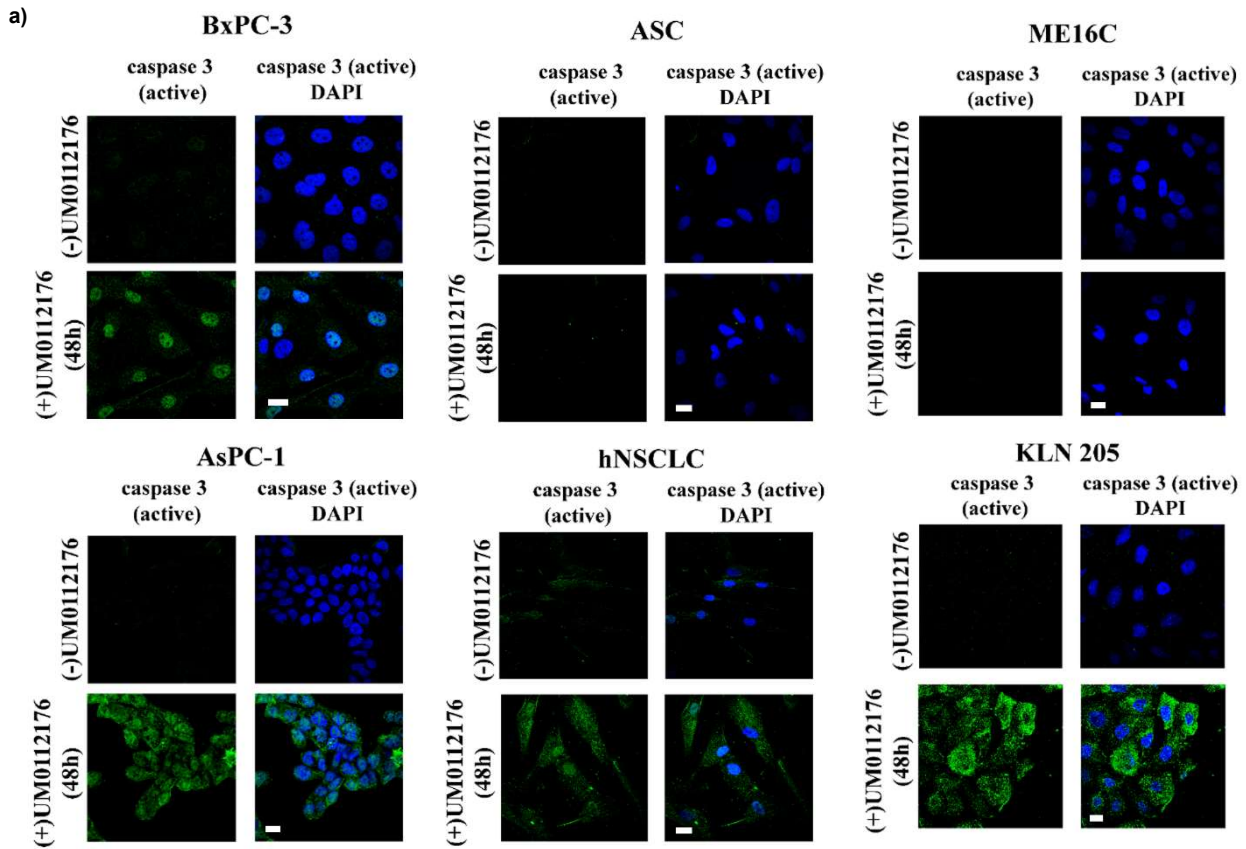 a)
BxPC-3
caspase 3
(active)
caspase 3 (active)
DAPI
(-)UM0112176
(+)UM0112176
(48h)
ASC
caspase 3
(active)
caspase 3 (active)
DAPI
(-)UM0112176
(+)UM0112176
(48h)
ME16C
caspase 3
(active)
caspase 3 (active)
DAPI
(-)UM0112176
(+)UM0112176
(48h)
AsPC-1
caspase 3
(active)
caspase 3 (active)
DAPI
(-)UM0112176
(+)UM0112176
(48h)
hNSCLC
caspase 3
(active)
caspase 3 (active)
DAPI
(-)UM0112176
(+)UM0112176
(48h)
KLN 205
caspase 3
(active)
caspase 3 (active)
DAPI
(-)UM0112176
(+)UM0112176
(48h)